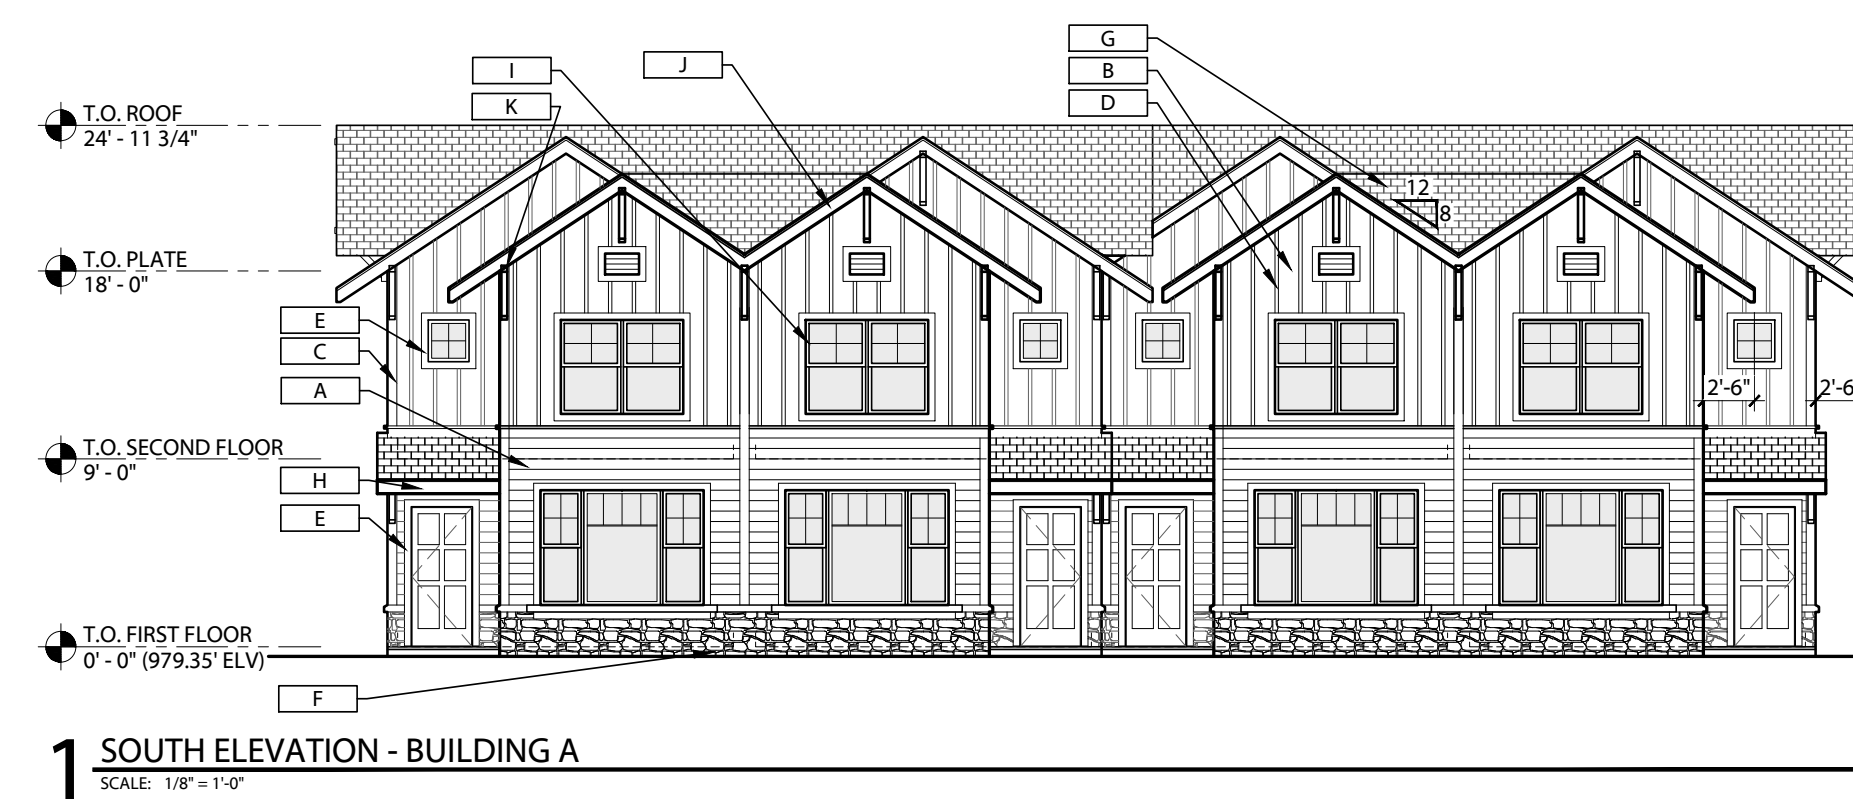 G
I
J
B
K
D
T.O. ROOF
24' - 11 3/4"
12
8
T.O. PLATE
18' - 0"
E
C
A
2'-6"
2'-6
T.O. SECOND FLOOR
9' - 0"
H
E
T.O. FIRST FLOOR
0' - 0" (979.35' ELV)
F
1
SOUTH ELEVATION - BUILDING A
SCALE: 1/8" = 1'-0"